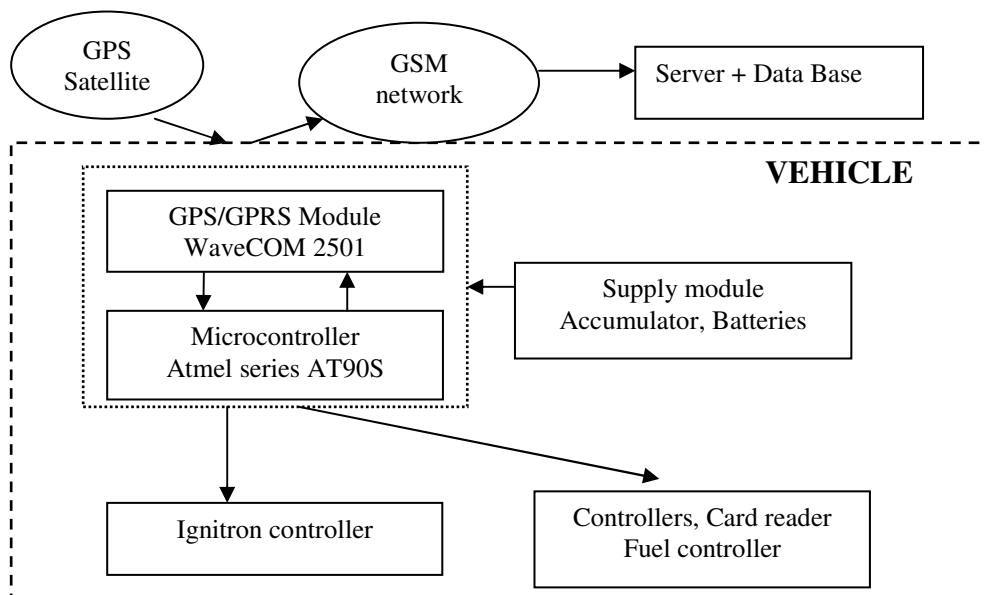 GPS
Satellite
GSM
network
Server + Data Base
VEHICLE
GPS/GPRS Module
WaveCOM 2501
Supply module
Accumulator, Batteries
Microcontroller
Atmel series AT90S
Ignitron controller
Controllers, Card reader
Fuel controller